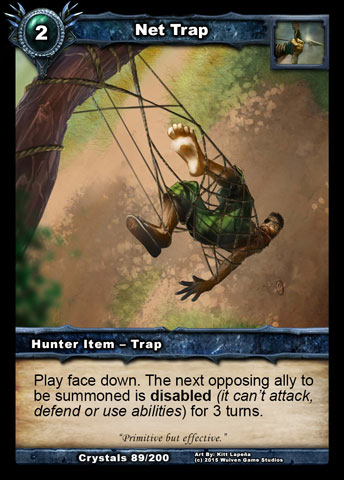 2
Net Trap
Hunter Item – Trap
Play face down. The next opposing ally to
be summoned is disabled (it can't attack,
defend or use abilities) for 3 turns.
"Primitive but effective."
Crystals 89/200
Art By: Kitt Lapeña
(c) 2015 Wulven Game Studios